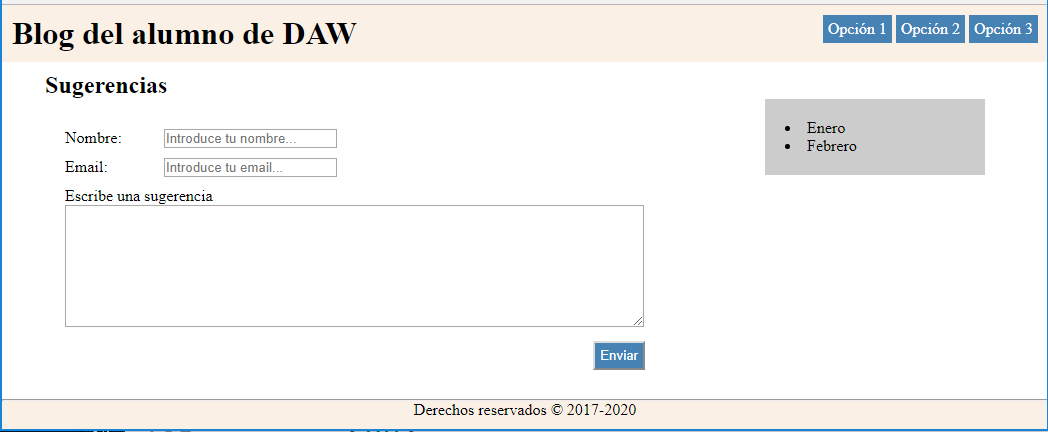 Blog del alumno de DAW
Opción 1 Opción 2 Opción 3
Sugerencias
Enero
Febrero
Nombre: Introduce tu nombre...
Email: Introduce tu email...
Escribe una sugerencia
Enviar
Derechos reservados © 2017-2020